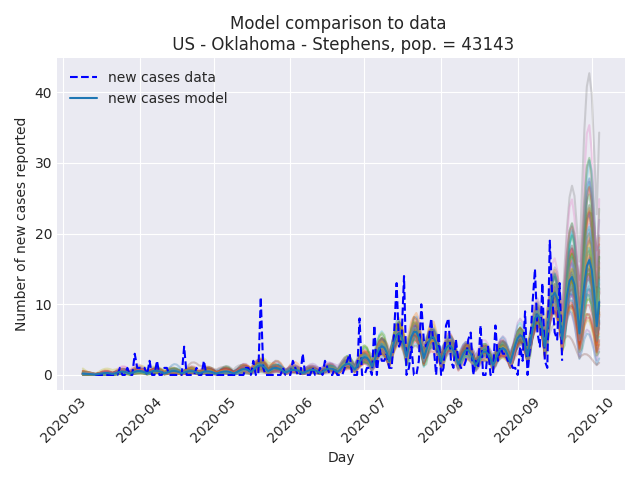 Model comparison to data
US - Oklahoma - Stephens, pop. = 43143
new cases data
new cases model
Number of new cases reported
40
30
20
10
0
2020-03
2020-04
2020-05
2020-06
2020-07
2020-08
2020-09
2020-10
Day